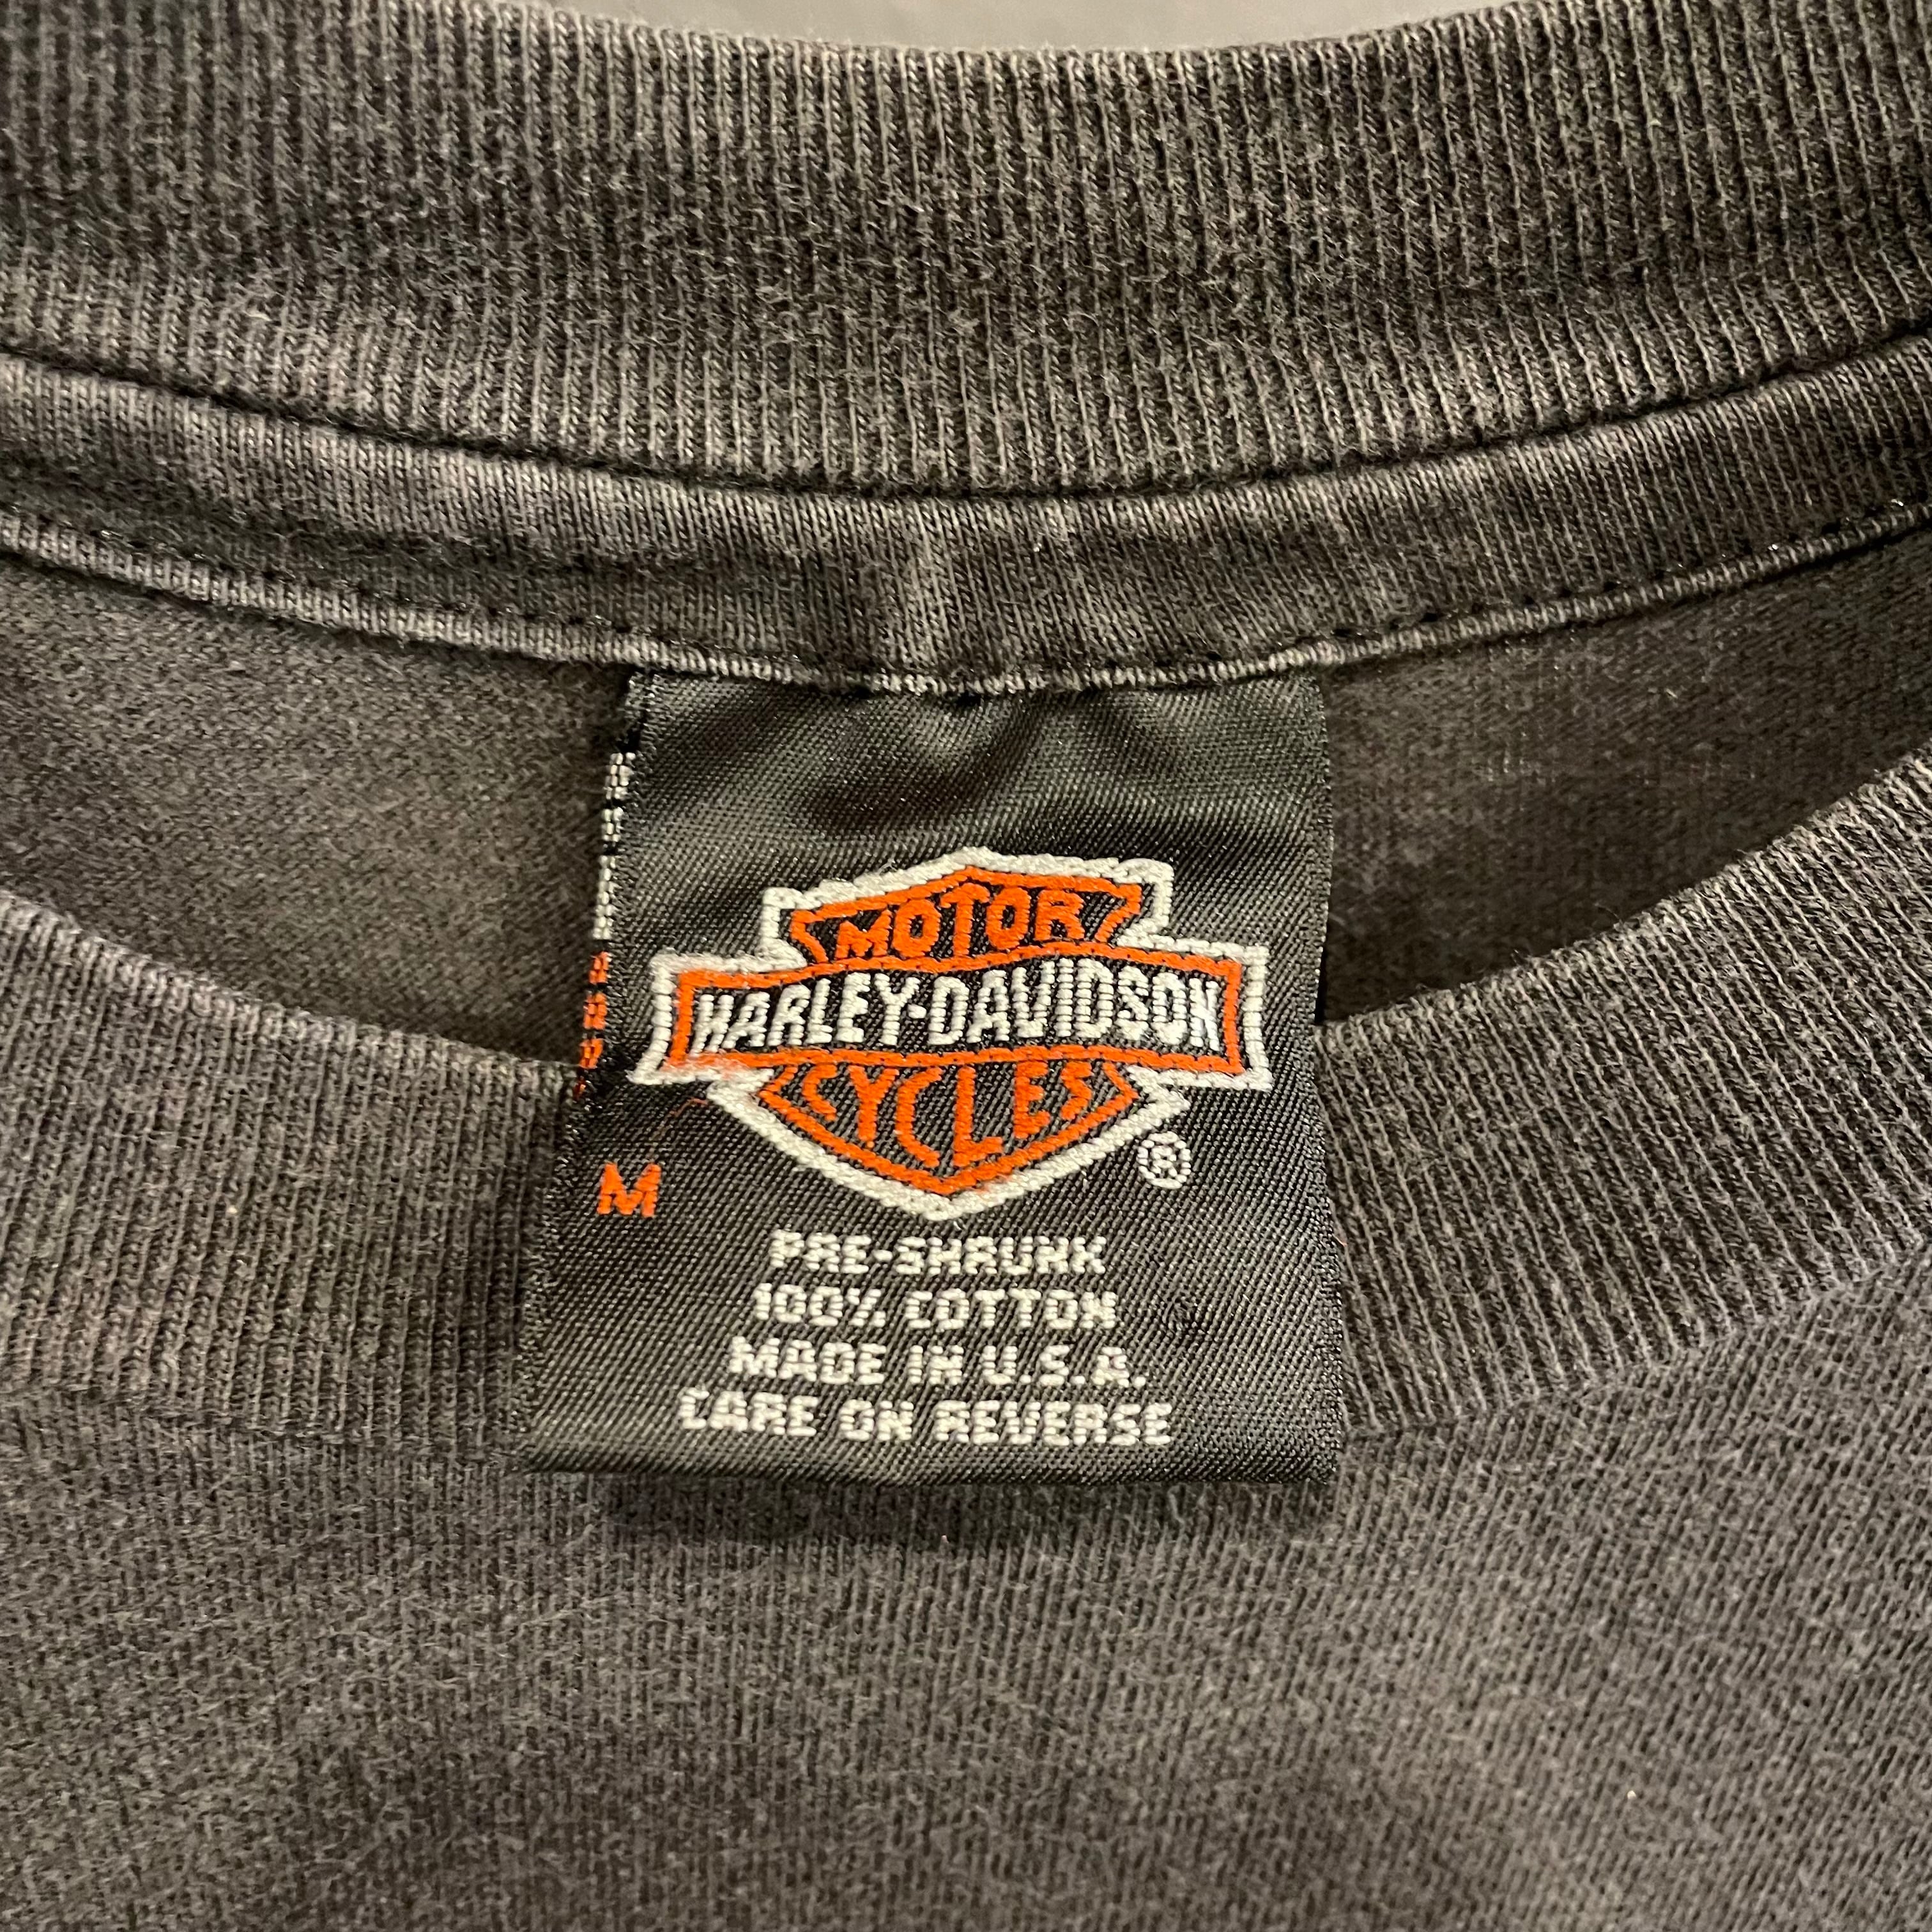 MOTOR
HARLEY-DAVIDSON
CYCLES
®
M
PRE-SHRUNK
100% COTTON
MADE IN U.S.A.
CARE ON REVERSE